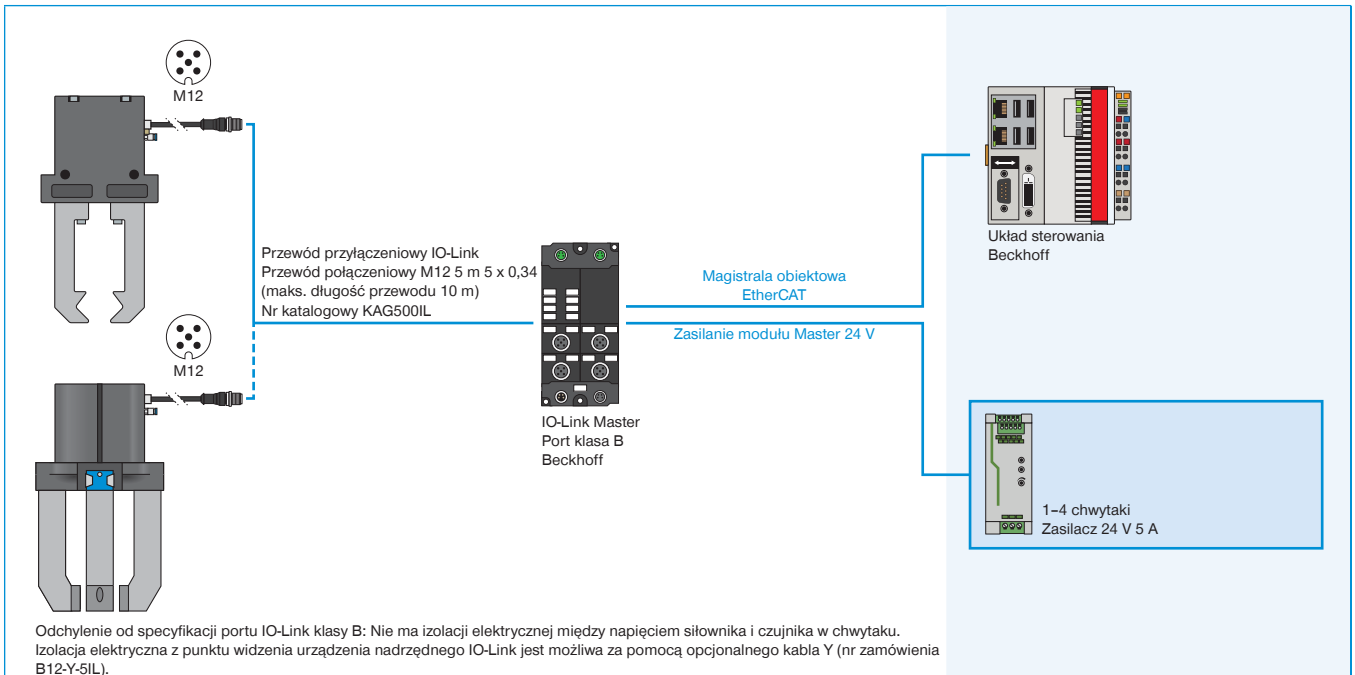 M12
Przewód przyłączeniowy IO-Link
Przewód połączeniowy M12 5 m 5 x 0,34
(maks. długość przewodu 10 m)
Nr katalogowy KAG500IL
M12
IO-Link Master
Port klasa B
Beckhoff
Magistrala obiektowa
EtherCAT
Zasilanie modułu Master 24 V
Układ sterowania
Beckhoff
1–4 chwytaki
Zasilacz 24 V 5 A
Odchylenie od specyfikacji portu IO-Link klasy B: Nie ma izolacji elektrycznej między napięciem siłownika i czujnika w chwytaku.
Izolacja elektryczna z punktu widzenia urządzenia nadrzędnego IO-Link jest możliwa za pomocą opcjonalnego kabla Y (nr zamówienia
B12-Y-5IL).